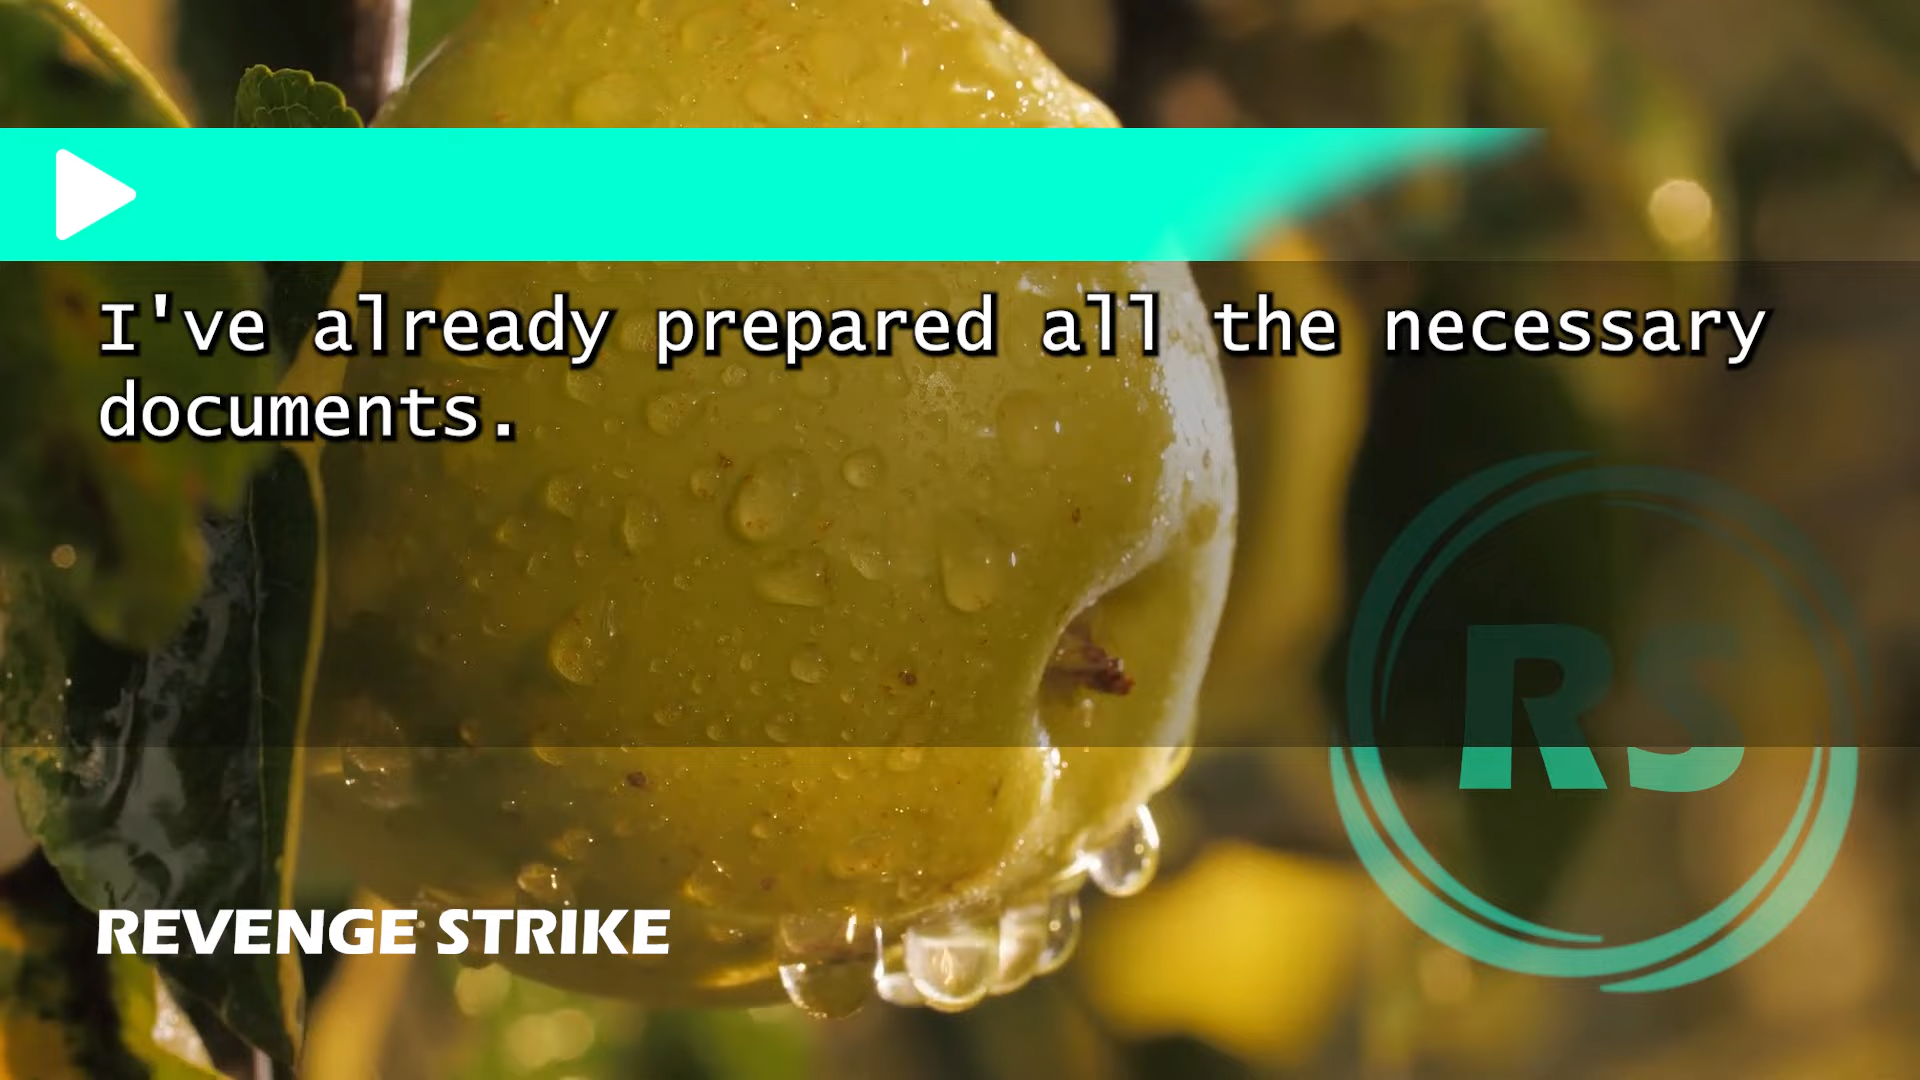 I've already prepared all the necessary
documents.
RS
REVENGE STRIKE